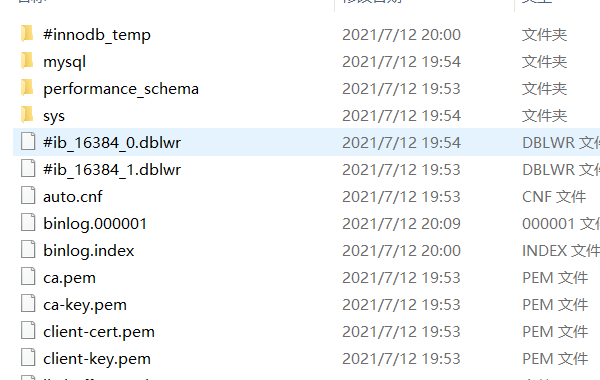 #innodb_temp 2021/7/12 20:00 文件夹
mysql 2021/7/12 19:54 文件夹
performance_schema 2021/7/12 19:53 文件夹
sys 2021/7/12 19:53 文件夹
#ib_16384_0.dblwr 2021/7/12 19:54 DBLWR 文件
#ib_16384_1.dblwr 2021/7/12 19:53 DBLWR 文件
auto.cnf 2021/7/12 19:53 CNF 文件
binlog.000001 2021/7/12 20:09 000001 文件
binlog.index 2021/7/12 20:00 INDEX 文件
ca.pem 2021/7/12 19:53 PEM 文件
ca-key.pem 2021/7/12 19:53 PEM 文件
client-cert.pem 2021/7/12 19:53 PEM 文件
client-key.pem 2021/7/12 19:53 PEM 文件